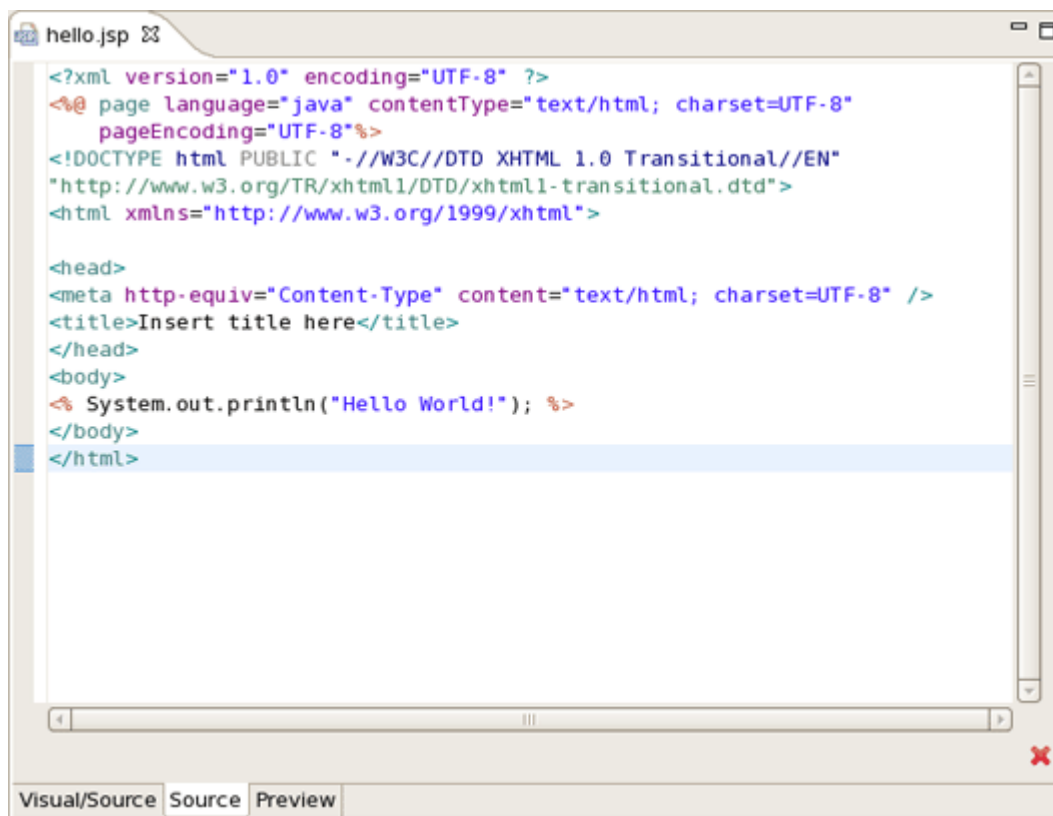 hello.jsp
<?xml version="1.0" encoding="UTF-8" ?>
<%@ page language="java" contentType="text/html; charset=UTF-8"
    pageEncoding="UTF-8"%>
<!DOCTYPE html PUBLIC "-//W3C//DTD XHTML 1.0 Transitional//EN"
"http://www.w3.org/TR/xhtml1/DTD/xhtml1-transitional.dtd">
<html xmlns="http://www.w3.org/1999/xhtml">

<head>
<meta http-equiv="Content-Type" content="text/html; charset=UTF-8" />
<title>Insert title here</title>
</head>
<body>
<% System.out.println("Hello World!"); %>
</body>
</html>
Visual/Source Source Preview